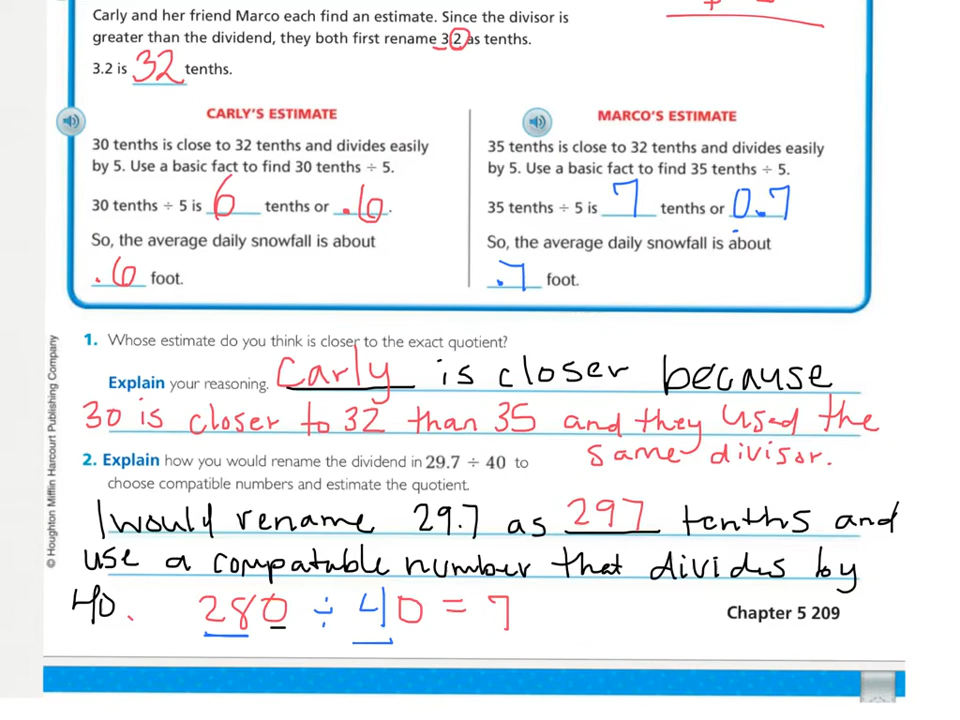 Carly and her friend Marco each find an estimate. Since the divisor is
greater than the dividend, they both first rename 3.2 as tenths.
3.2 is 32 tenths.
CARLY'S ESTIMATE
30 tenths is close to 32 tenths and divides easily
by 5. Use a basic fact to find 30 tenths ÷ 5.
30 tenths ÷ 5 is 6 tenths or .6.
So, the average daily snowfall is about
.6 foot.
MARCO'S ESTIMATE
35 tenths is close to 32 tenths and divides easily
by 5. Use a basic fact to find 35 tenths ÷ 5.
35 tenths ÷ 5 is 7 tenths or 0.7
So, the average daily snowfall is about
.7 foot.
1. Whose estimate do you think is closer to the exact quotient?
Explain your reasoning. Carly is closer because
30 is closer to 32 than 35 and they used the
same divisor.
2. Explain how you would rename the dividend in 29.7 ÷ 40 to
choose compatible numbers and estimate the quotient.
I would rename 29.7 as 297 tenths and
use a compatable number that divides by
40. 280 ÷ 40 = 7
© Houghton Mifflin Harcourt Publishing Company
Chapter 5 209